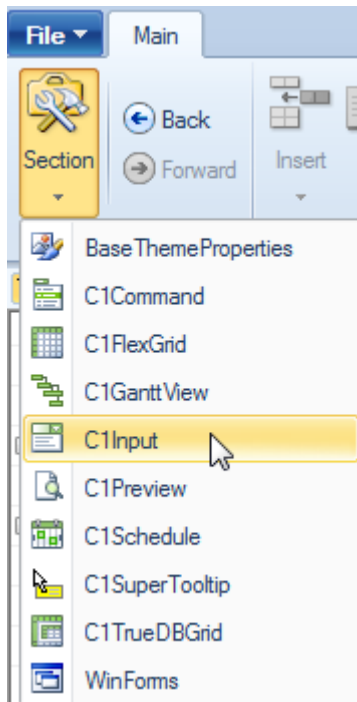 File Main
Section
Back
Forward
Insert
BaseThemeProperties
C1Command
C1FlexGrid
C1GanttView
C1Input
C1Preview
C1Schedule
C1SuperTooltip
C1TrueDBGrid
WinForms